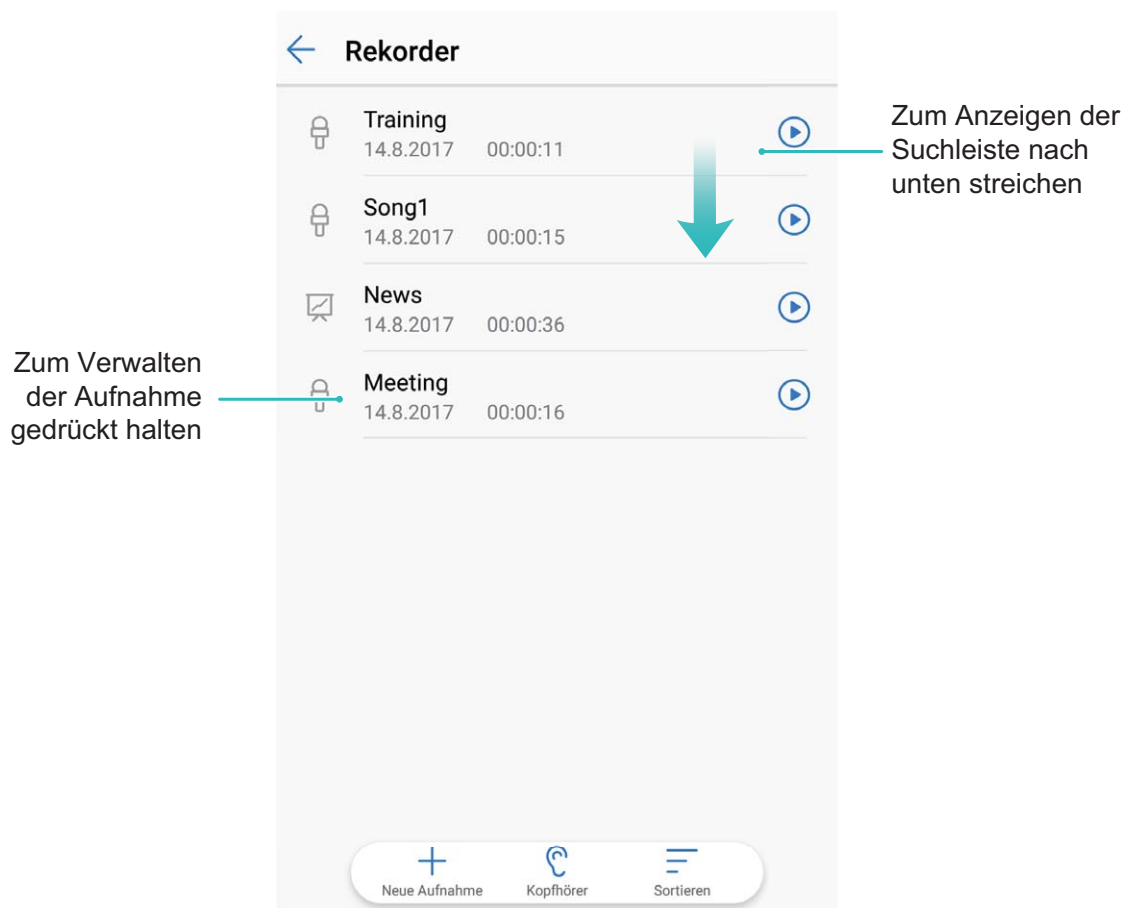 Rekorder
Training
14.8.2017 00:00:11
Zum Anzeigen der
Suchleiste nach
unten streichen
Song1
14.8.2017 00:00:15
News
14.8.2017 00:00:36
Zum Verwalten
der Aufnahme
gedrückt halten
Meeting
14.8.2017 00:00:16
Neue Aufnahme Kopfhörer Sortieren